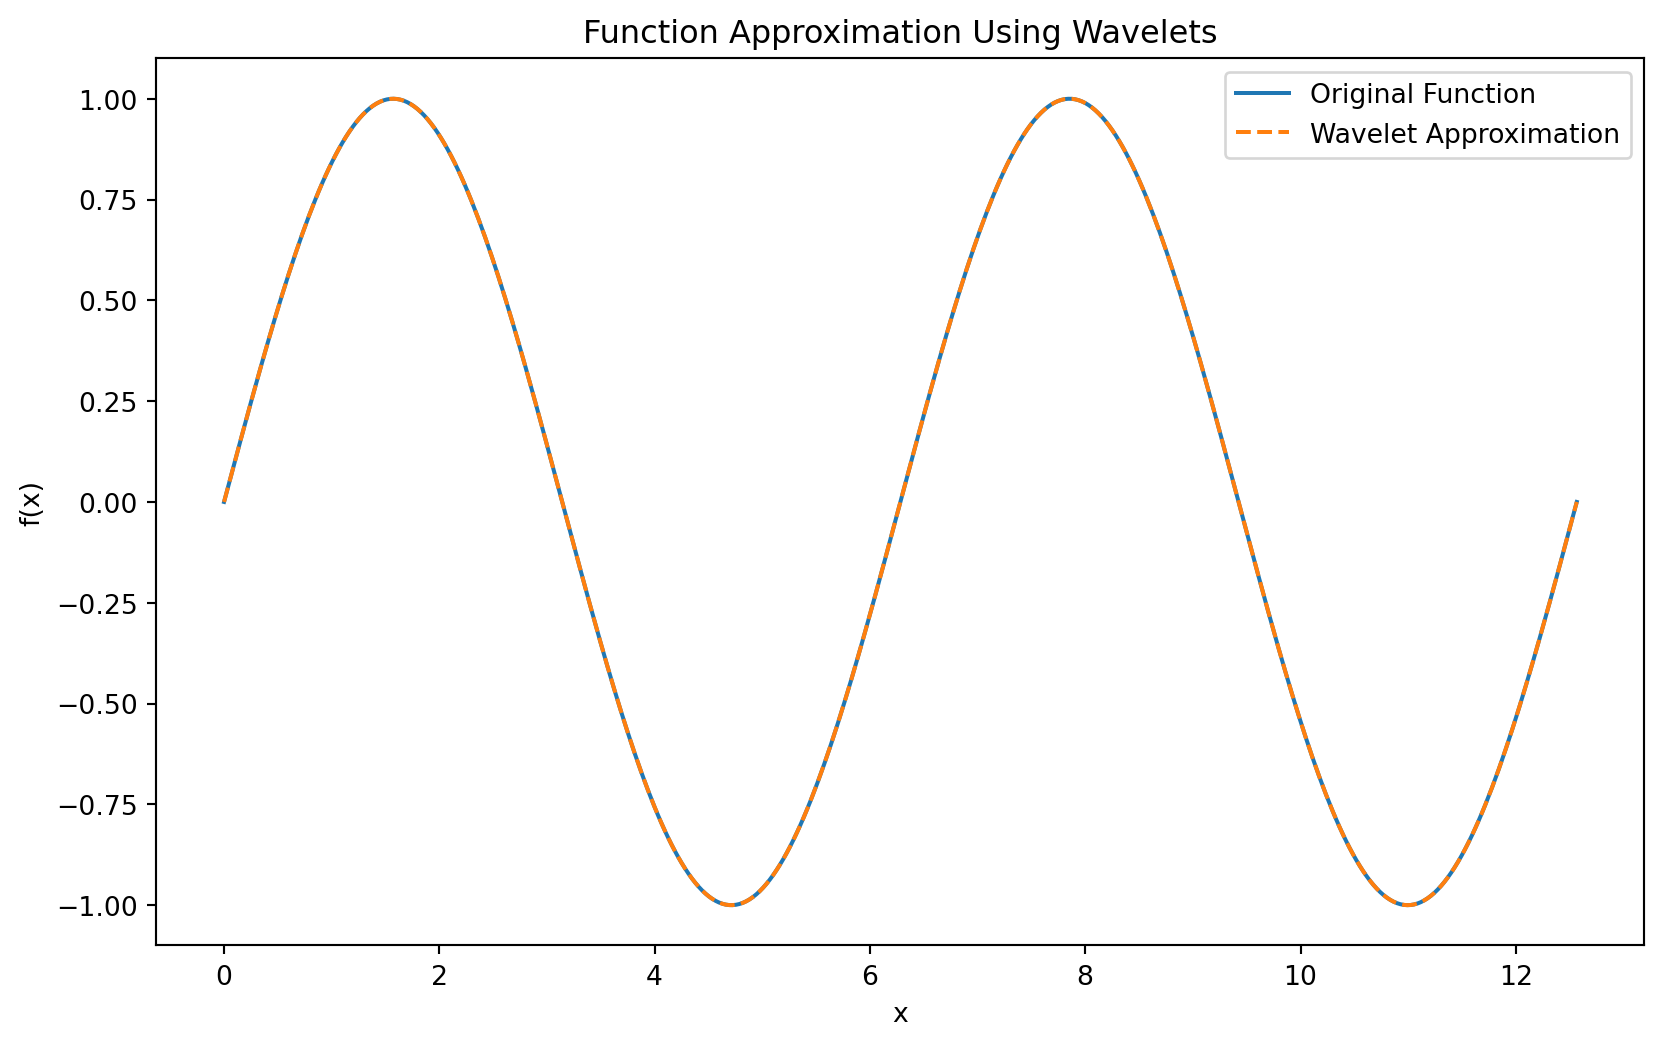 Function Approximation Using Wavelets
Original Function
Wavelet Approximation
1.00
0.75
0.50
0.25
0.00
−0.25
−0.50
−0.75
−1.00
f(x)
0 2 4 6 8 10 12
x